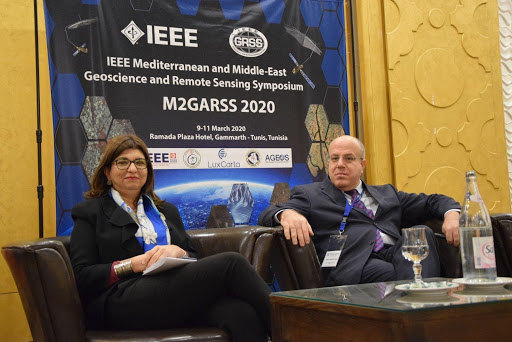 IEEE GRSS
IEEE Mediterranean and Middle-East
Geoscience and Remote Sensing Symposium
M2GARSS 2020
9-11 March 2020
Ramada Plaza Hotel, Gammarth - Tunis, Tunisia
IEEE LuxCarta AGEOS